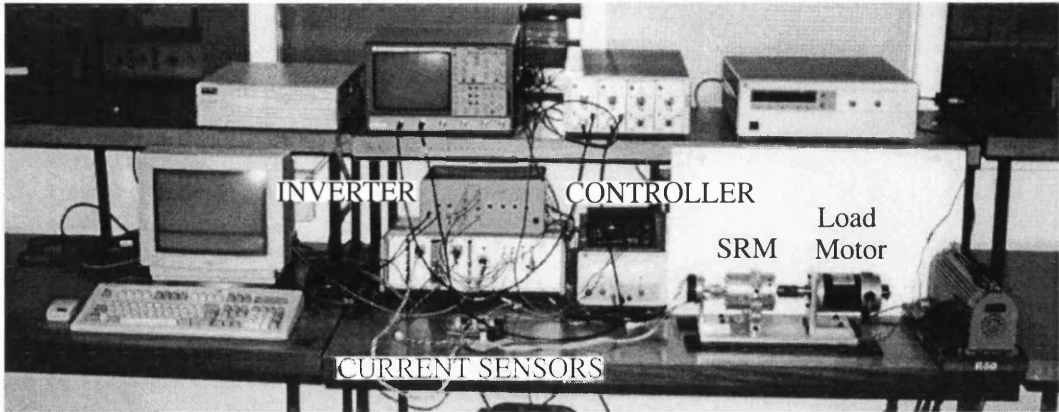 INVERTER
CONTROLLER
SRM
Load
Motor
CURRENT SENSORS